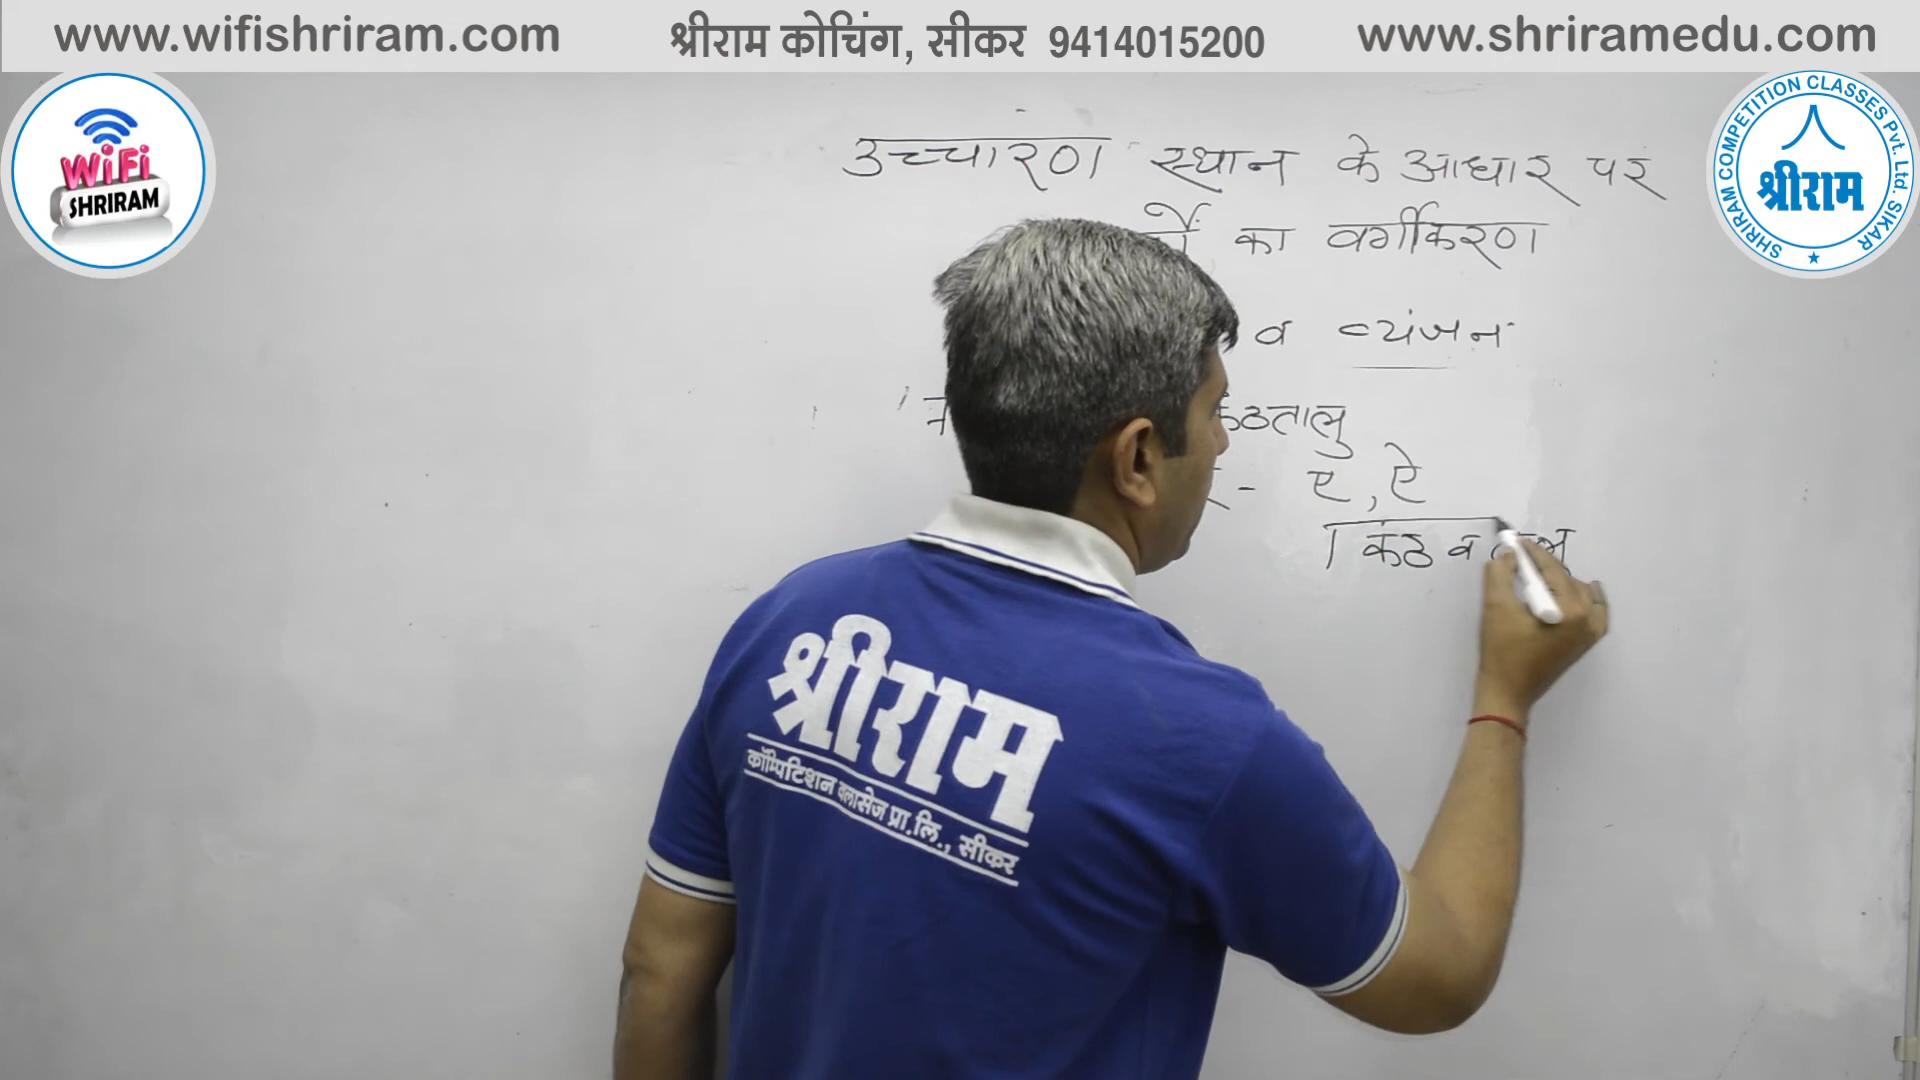 www.wifishriram.com
श्रीराम कोचिंग, सीकर 9414015200
www.shriramedu.com
WiFi
SHRIRAM
SHRIRAM COMPETITION CLASSES Pvt. Ltd. SIKAR
श्रीराम
उच्चारण स्थान के आधार पर
का वर्गीकरण
व व्यंजन
कंठतालु
- ए, ऐ
कंठ व तालु
श्रीराम
कॉम्पिटिशन क्लासेज प्रा.लि., सीकर